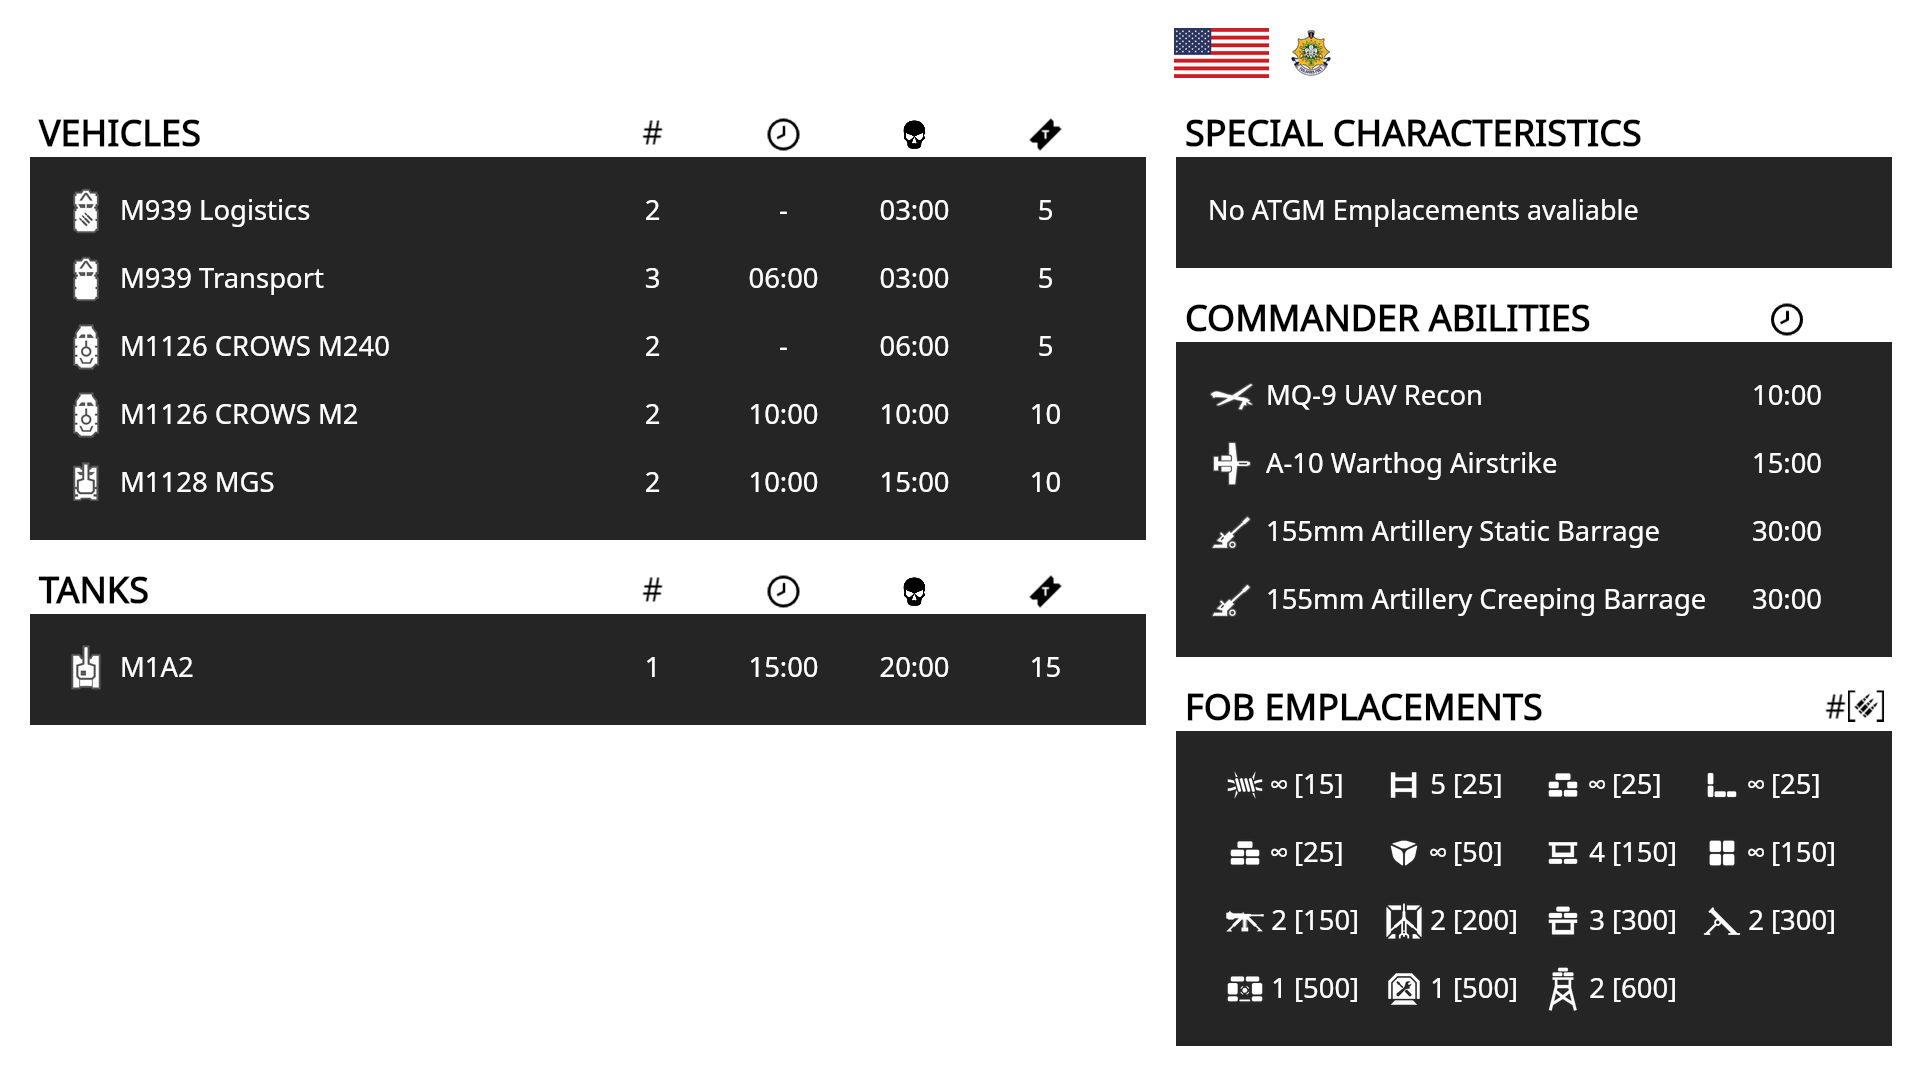 VEHICLES #
M939 Logistics 2 - 03:00 5
M939 Transport 3 06:00 03:00 5
M1126 CROWS M240 2 - 06:00 5
M1126 CROWS M2 2 10:00 10:00 10
M1128 MGS 2 10:00 15:00 10
TANKS #
M1A2 1 15:00 20:00 15
SPECIAL CHARACTERISTICS
No ATGM Emplacements avaliable
COMMANDER ABILITIES
MQ-9 UAV Recon 10:00
A-10 Warthog Airstrike 15:00
155mm Artillery Static Barrage 30:00
155mm Artillery Creeping Barrage 30:00
FOB EMPLACEMENTS #[]
∞ [15] 5 [25] ∞ [25] ∞ [25]
∞ [25] ∞ [50] 4 [150] ∞ [150]
2 [150] 2 [200] 3 [300] 2 [300]
1 [500] 1 [500] 2 [600]